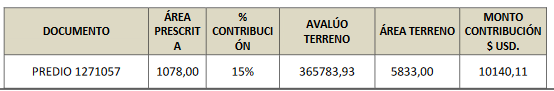 DOCUMENTO
ÁREA
PRESCRIT
A
%
CONTRIBUCI
ÓN
AVALÚO
TERRENO
ÁREA TERRENO
MONTO
CONTRIBUCIÓN
$ USD.
PREDIO 1271057 1078,00 15% 365783,93 5833,00 10140,11